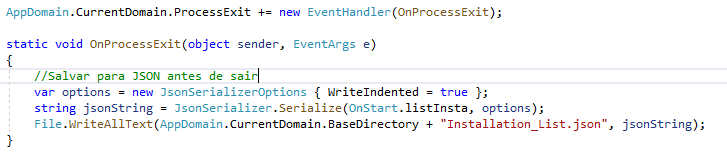 AppDomain.CurrentDomain.ProcessExit += new EventHandler(OnProcessExit);
static void OnProcessExit(object sender, EventArgs e)
{
//Salvar para JSON antes de sair
var options = new JsonSerializerOptions { WriteIndented = true };
string jsonString = JsonSerializer.Serialize(OnStart.listInsta, options);
File.WriteAllText(AppDomain.CurrentDomain.BaseDirectory + "Installation_List.json", jsonString);
}